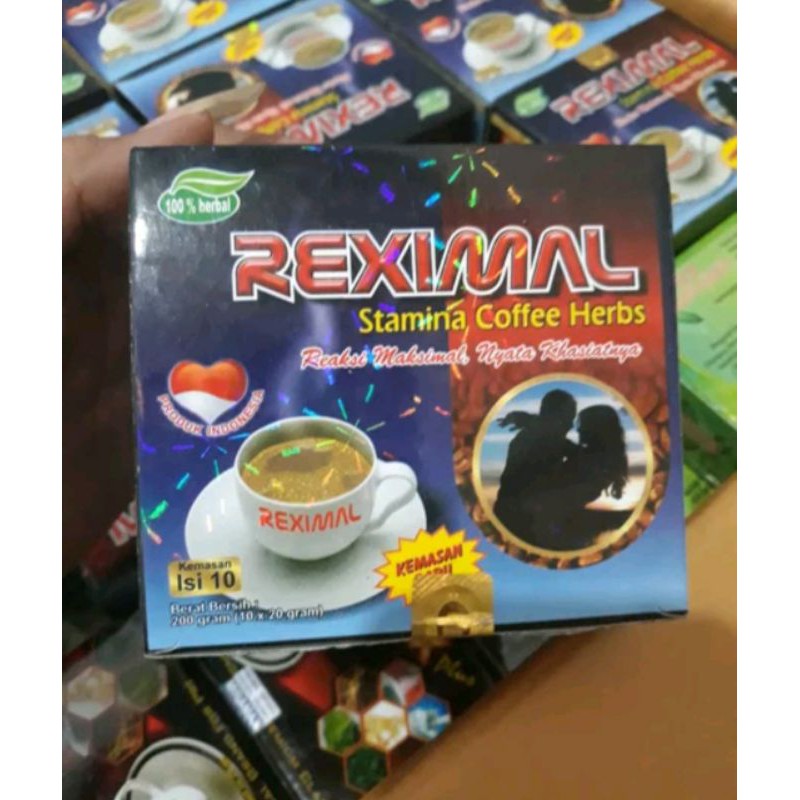 REXIMAL
REXIMAL
100 % herbal
REXIMAL
Stamina Coffee Herbs
Reaksi Maksimal, Nyata Khasiatnya
PRODUK INDONESIA
REXIMAL
KEMASAN
Kemasan
Isi 10
Berat Bersih :
200 gram (10 x 20 gram)
Plus